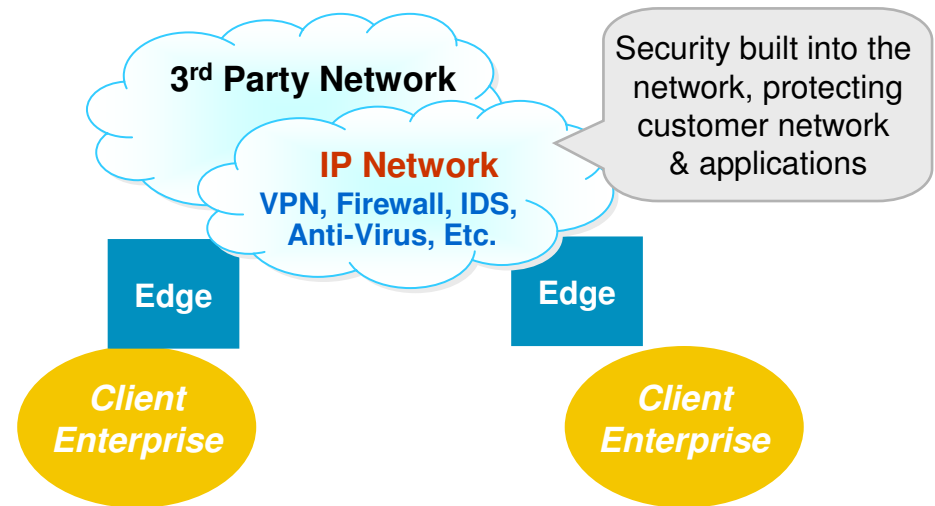 3rd Party Network
Security built into the
network, protecting
customer network
& applications
IP Network
VPN, Firewall, IDS,
Anti-Virus, Etc.
Edge
Edge
Client
Enterprise
Client
Enterprise